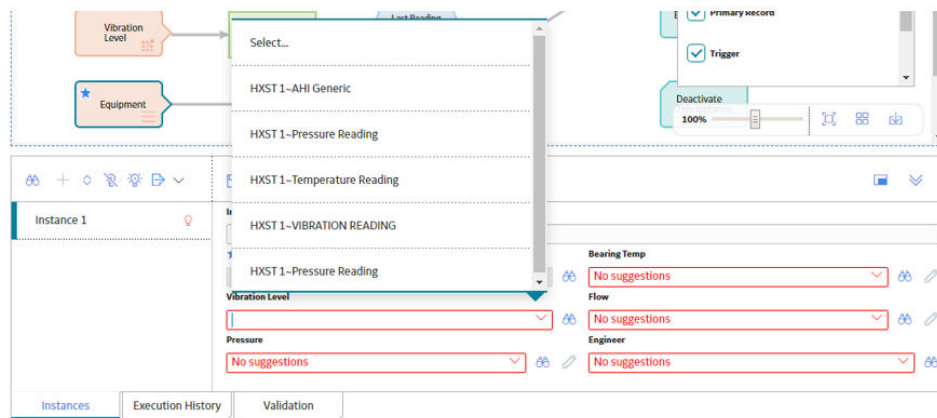 Vibration
Level
Last Reading
Primary Record
Trigger
Equipment
Deactivate
100%
Select...
HXST 1~AHI Generic
HXST 1~Pressure Reading
HXST 1~Temperature Reading
HXST 1~VIBRATION READING
HXST 1~Pressure Reading
Instance 1
Bearing Temp
No suggestions
Vibration Level
Flow
No suggestions
Pressure
Engineer
No suggestions
No suggestions
Instances
Execution History
Validation